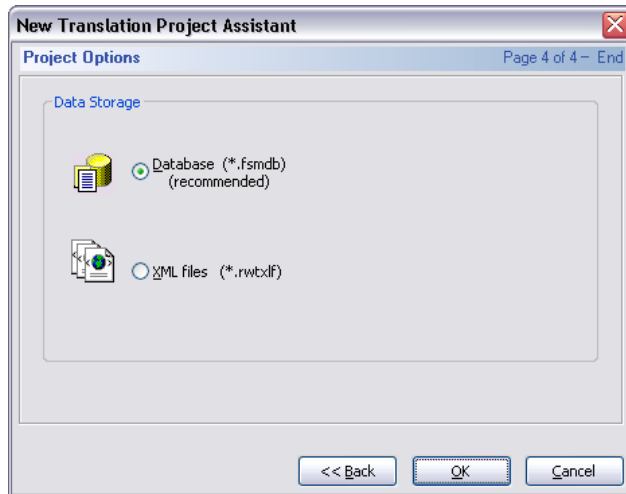 New Translation Project Assistant
Project Options Page 4 of 4 – End
Data Storage
Database (*.fsmdb)
(recommended)
XML files (*.rwtxlf)
<< Back OK Cancel